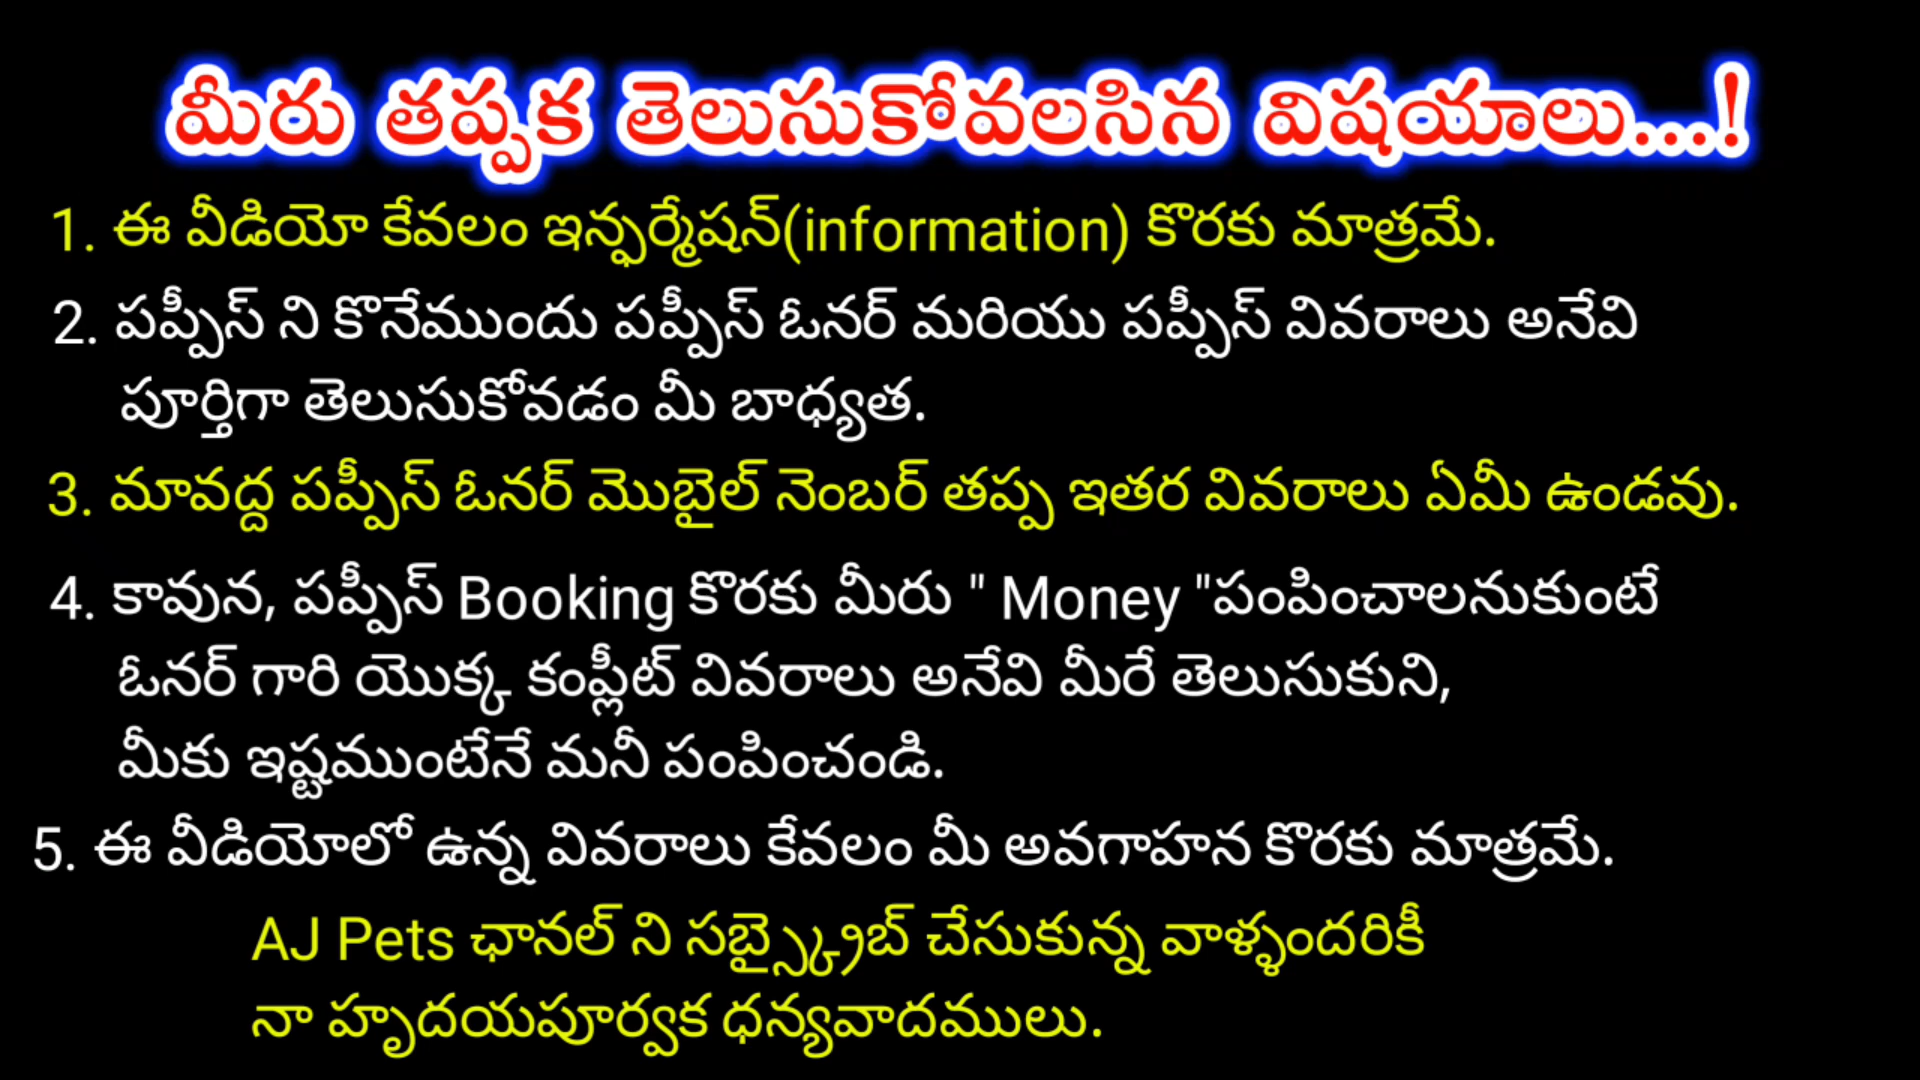 మీరు తప్పక తెలుసుకోవలసిన విషయాలు....!
1. ఈ వీడియో కేవలం ఇన్ఫర్మేషన్(information) కొరకు మాత్రమే.
2. పప్పీస్ ని కొనేముందు పప్పీస్ ఓనర్ మరియు పప్పీస్ వివరాలు అనేవి
పూర్తిగా తెలుసుకోవడం మీ బాధ్యత.
3. మావద్ద పప్పీస్ ఓనర్ మొబైల్ నెంబర్ తప్ప ఇతర వివరాలు ఏమీ ఉండవు.
4. కావున, పప్పీస్ Booking కొరకు మీరు " Money "పంపించాలనుకుంటే
ఓనర్ గారి యొక్క కంప్లీట్ వివరాలు అనేవి మీరే తెలుసుకుని,
మీకు ఇష్టముంటేనే మనీ పంపించండి.
5. ఈ వీడియోలో ఉన్న వివరాలు కేవలం మీ అవగాహన కొరకు మాత్రమే.
AJ Pets ఛానల్ ని సబ్స్క్రైబ్ చేసుకున్న వాళ్ళందరికీ
నా హృదయపూర్వక ధన్యవాదములు.